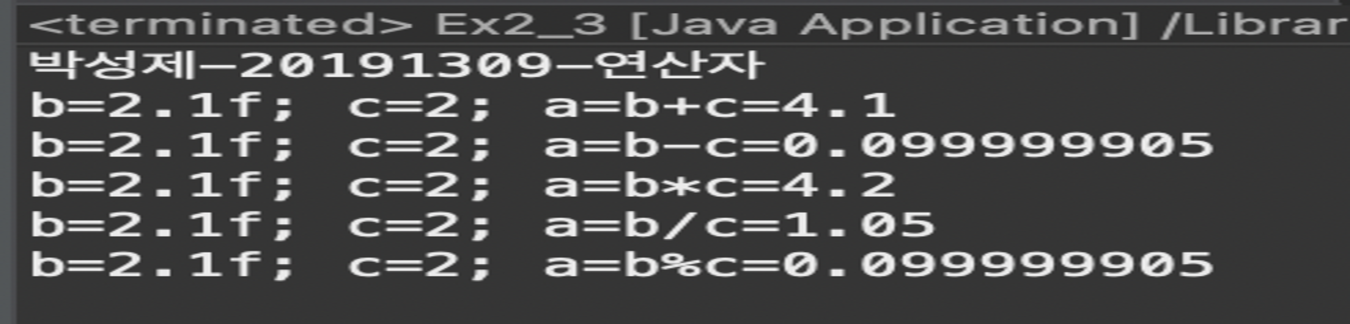 <terminated> Ex2_3 [Java Application] /Librar
박성제-20191309-연산자
b=2.1f;  c=2;  a=b+c=4.1
b=2.1f;  c=2;  a=b-c=0.099999905
b=2.1f;  c=2;  a=b*c=4.2
b=2.1f;  c=2;  a=b/c=1.05
b=2.1f;  c=2;  a=b%c=0.099999905